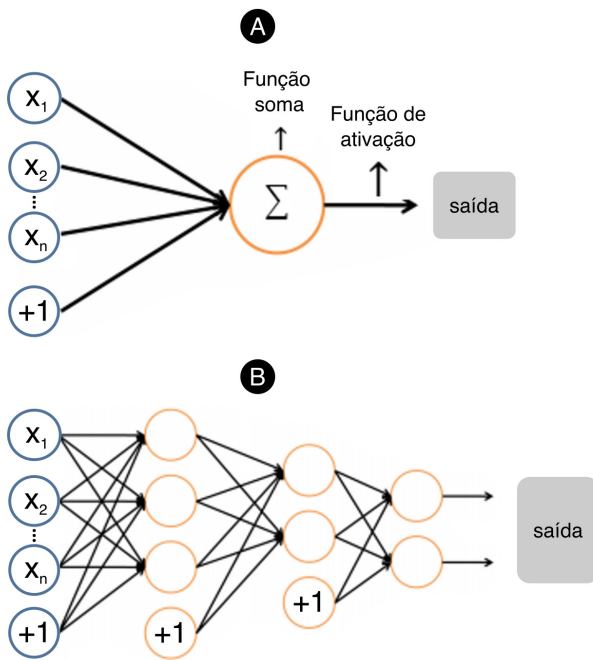 A
Função
soma
Função de
ativação
x₁
x₂
xₙ
+1
∑
saída
B
x₁
x₂
xₙ
+1
+1
+1
saída